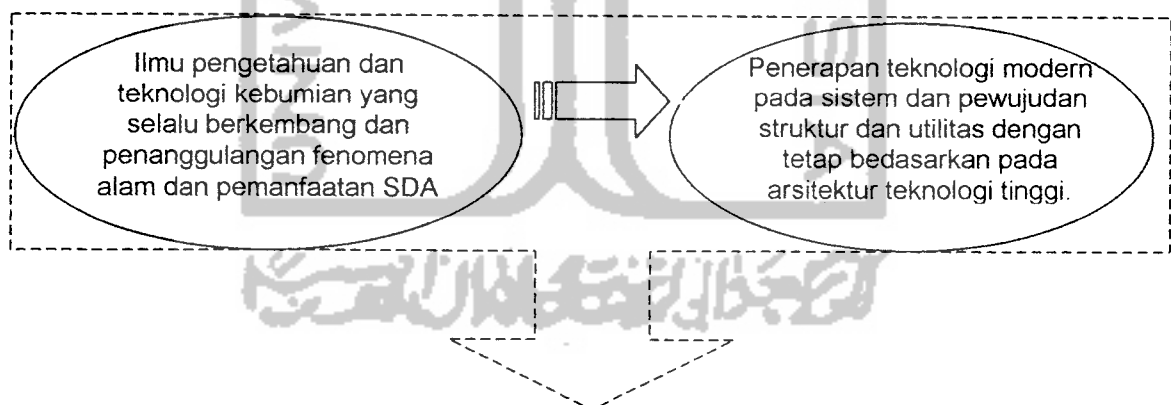 Ilmu pengetahuan dan
teknologi kebumian yang
selalu berkembang dan
penanggulangan fenomena
alam dan pemanfaatan SDA
Penerapan teknologi modern
pada sistem dan pewujudan
struktur dan utilitas dengan
tetap bedasarkan pada
arsitektur teknologi tinggi.